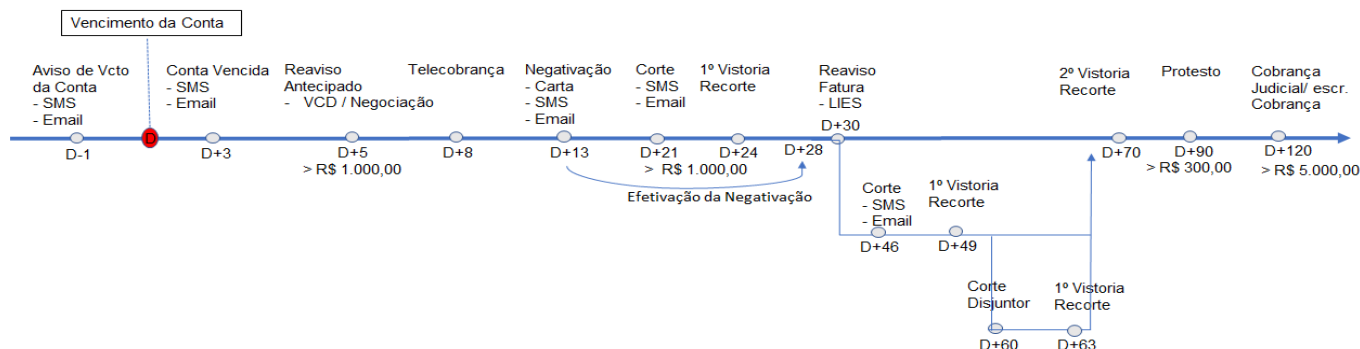 Vencimento da Conta
Aviso de Vcto
da Conta
- SMS
- Email
D-1
D
Conta Vencida
- SMS
- Email
D+3
Reaviso
Antecipado
- VCD / Negociação
D+5
> R$ 1.000,00
Telecobrança
D+8
Negativação
- Carta
- SMS
- Email
D+13
Corte
- SMS
- Email
D+21
> R$ 1.000,00
1º Vistoria
Recorte
D+24
D+28
Efetivação da Negativação
Reaviso
Fatura
- LIES
D+30
Corte
- SMS
- Email
D+46
1º Vistoria
Recorte
D+49
Corte
Disjuntor
D+60
1º Vistoria
Recorte
D+63
2º Vistoria
Recorte
D+70
Protesto
D+90
> R$ 300,00
Cobrança
Judicial/ escr.
Cobrança
D+120
> R$ 5.000,00